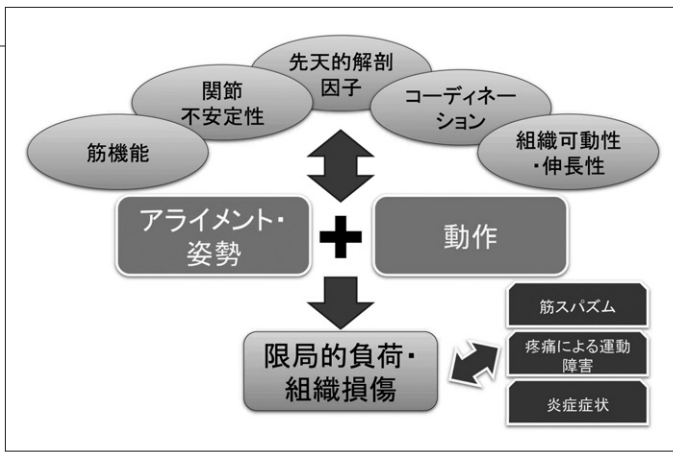 先天的解剖
因子
関節
不安定性
コーディネー
ション
筋機能
組織可動性
・伸長性
アライメント・
姿勢
+
動作
筋スパズム
限局的負荷・
組織損傷
疼痛による運動
障害
炎症症状